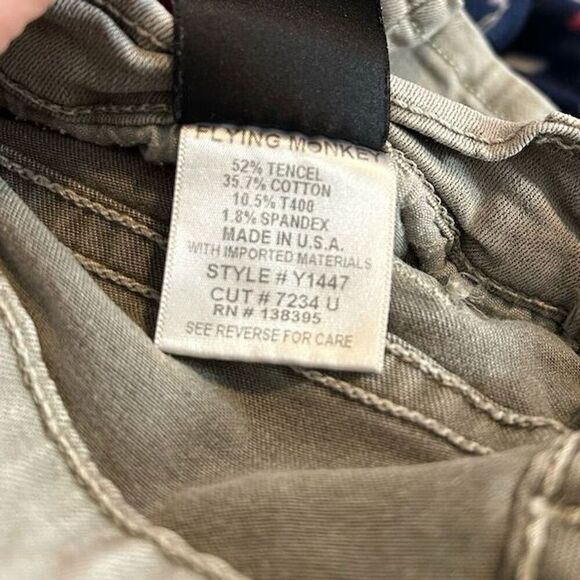 FLYING MONKEY
52% TENCEL
35.7% COTTON
10.5% T400
1.8% SPANDEX
MADE IN U.S.A.
WITH IMPORTED MATERIALS
STYLE # Y1447
CUT # 7234 U
RN # 138395
SEE REVERSE FOR CARE